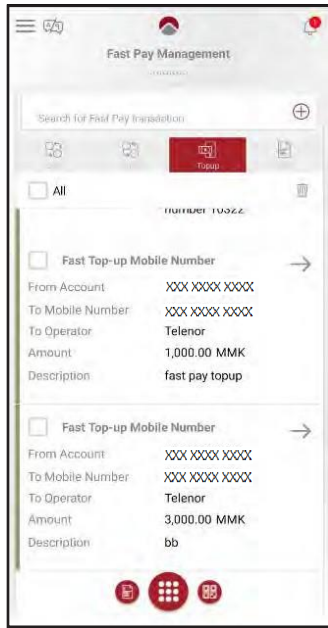 Fast Pay Management
Search for Fast Pay transaction
Topup
All
number 10322
Fast Top-up Mobile Number
From Account XXX XXXX XXXX
To Mobile Number XXX XXXX XXXX
To Operator Telenor
Amount 1,000.00 MMK
Description fast pay topup
Fast Top-up Mobile Number
From Account XXX XXXX XXXX
To Mobile Number XXX XXXX XXXX
To Operator Telenor
Amount 3,000.00 MMK
Description bb